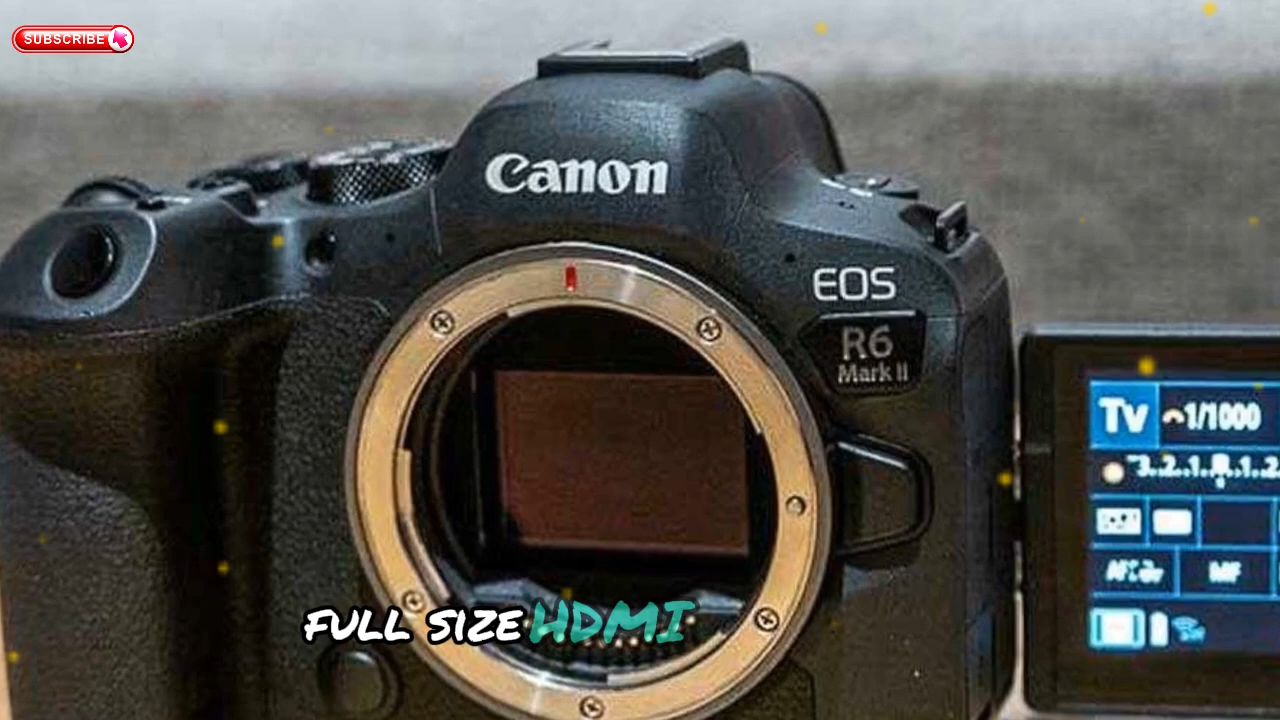 SUBSCRIBE
Canon
EOS
R6
Mark II
Tv 1/1000
MF
FULL SIZE HDMI